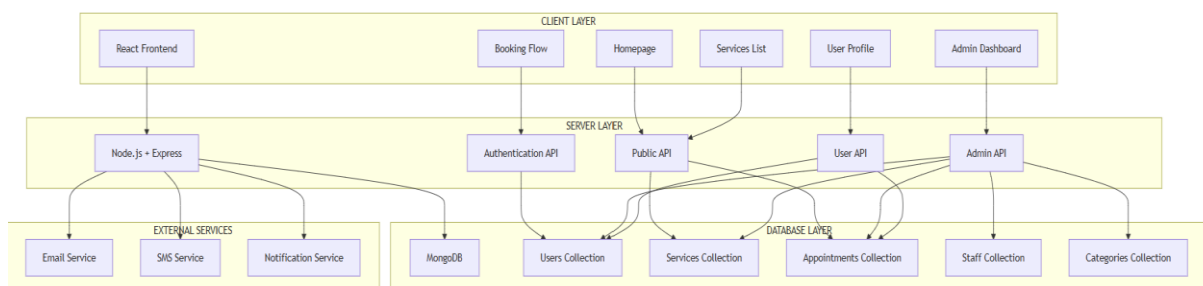 CLIENT LAYER
React Frontend
Booking Flow
Homepage
Services List
User Profile
Admin Dashboard
SERVER LAYER
Node.js + Express
Authentication API
Public API
User API
Admin API
EXTERNAL SERVICES
Email Service
SMS Service
Notification Service
DATABASE LAYER
MongoDB
Users Collection
Services Collection
Appointments Collection
Staff Collection
Categories Collection